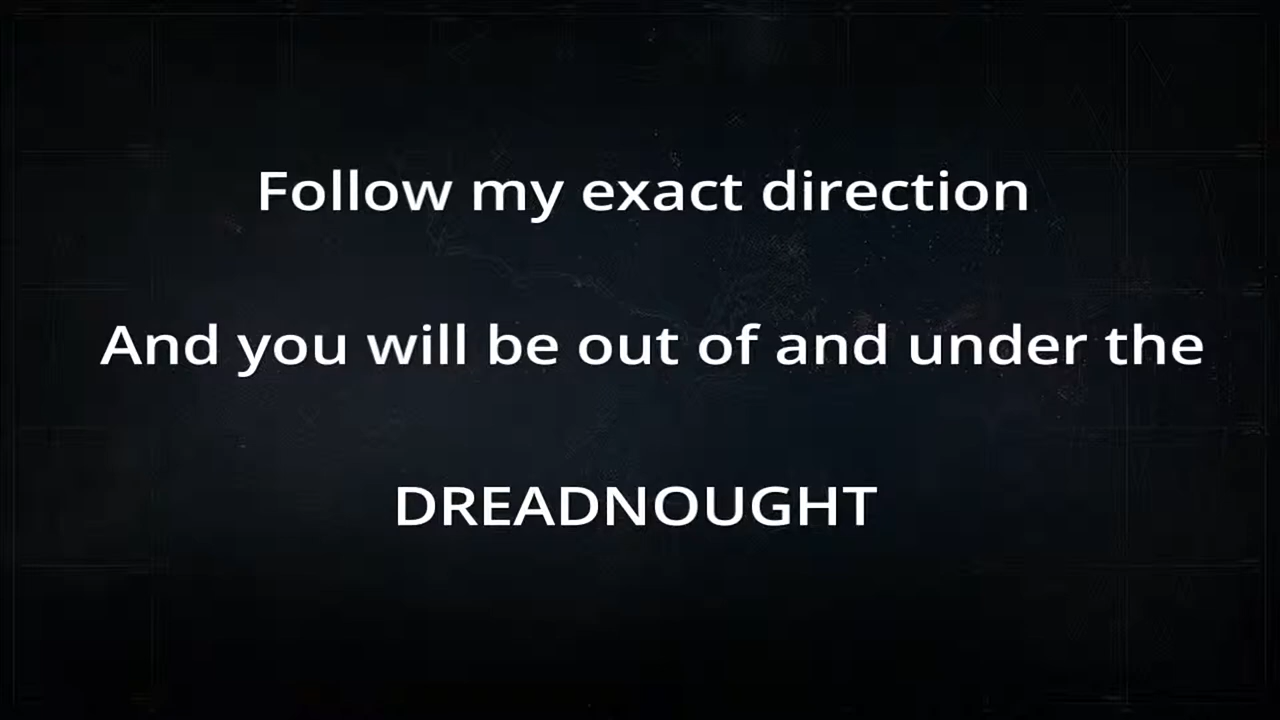 Follow my exact direction
And you will be out of and under the
DREADNOUGHT